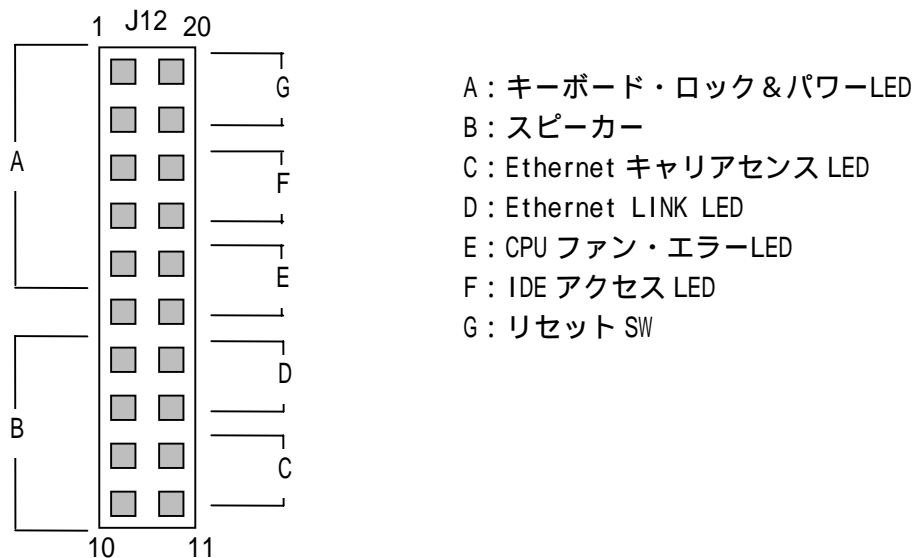 1 J12 20
G
A
F
E
D
B
C
10 11
A：キーボード・ロック＆パワーLED
B：スピーカー
C：Ethernet キャリアセンス LED
D：Ethernet LINK LED
E：CPU ファン・エラーLED
F：IDE アクセス LED
G：リセット SW